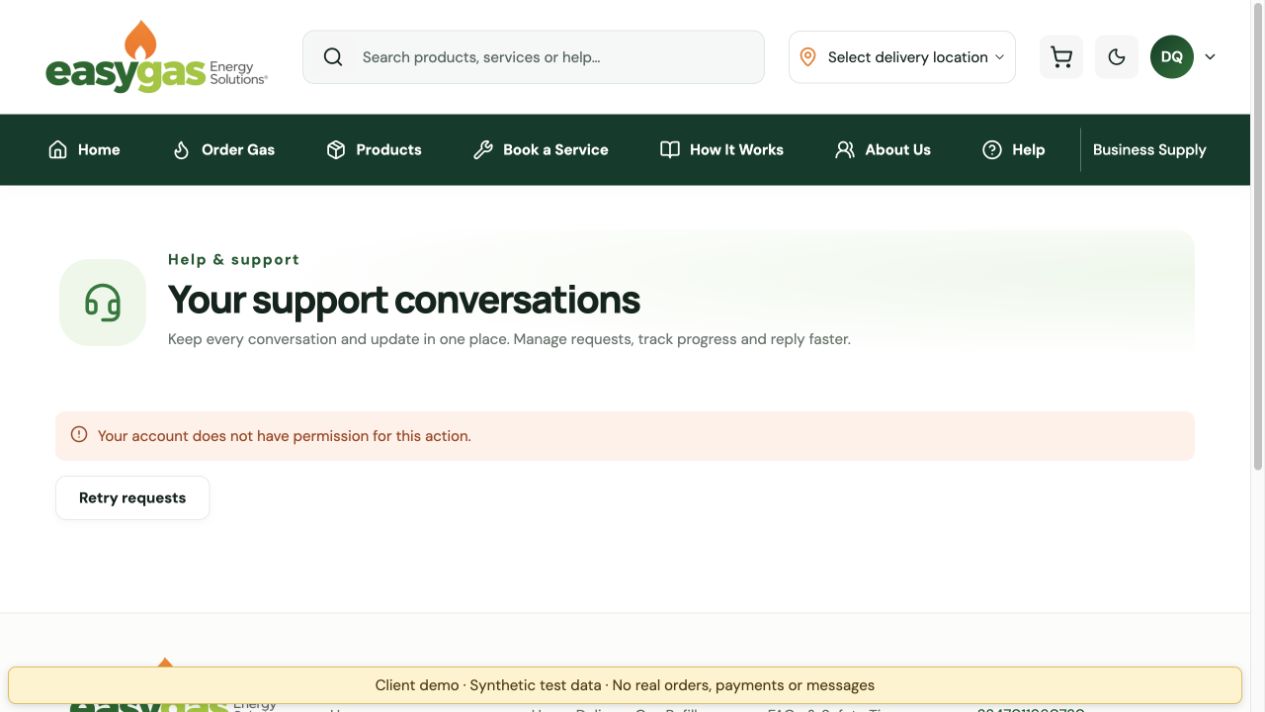 easygas Energy Solutions®
Search products, services or help...
Select delivery location
DQ
Home
Order Gas
Products
Book a Service
How It Works
About Us
Help
Business Supply
Help & support
Your support conversations
Keep every conversation and update in one place. Manage requests, track progress and reply faster.
Your account does not have permission for this action.
Retry requests
Client demo · Synthetic test data · No real orders, payments or messages
easygas Energy